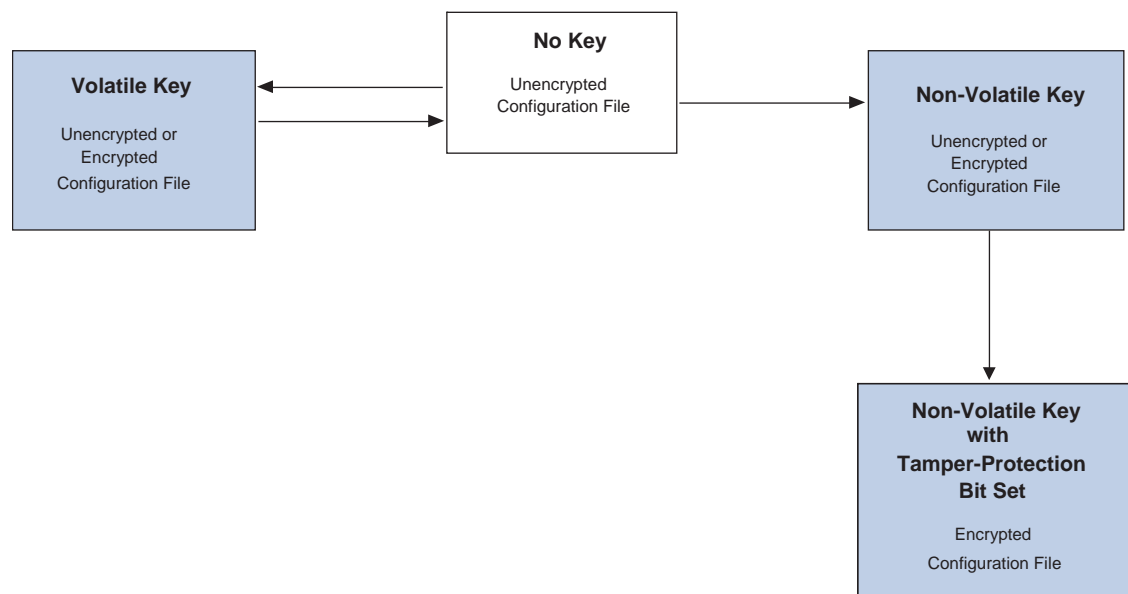 Volatile Key
Unencrypted or
Encrypted
Configuration File
No Key
Unencrypted
Configuration File
Non-Volatile Key
Unencrypted or
Encrypted
Configuration File
Non-Volatile Key
with
Tamper-Protection
Bit Set
Encrypted
Configuration File